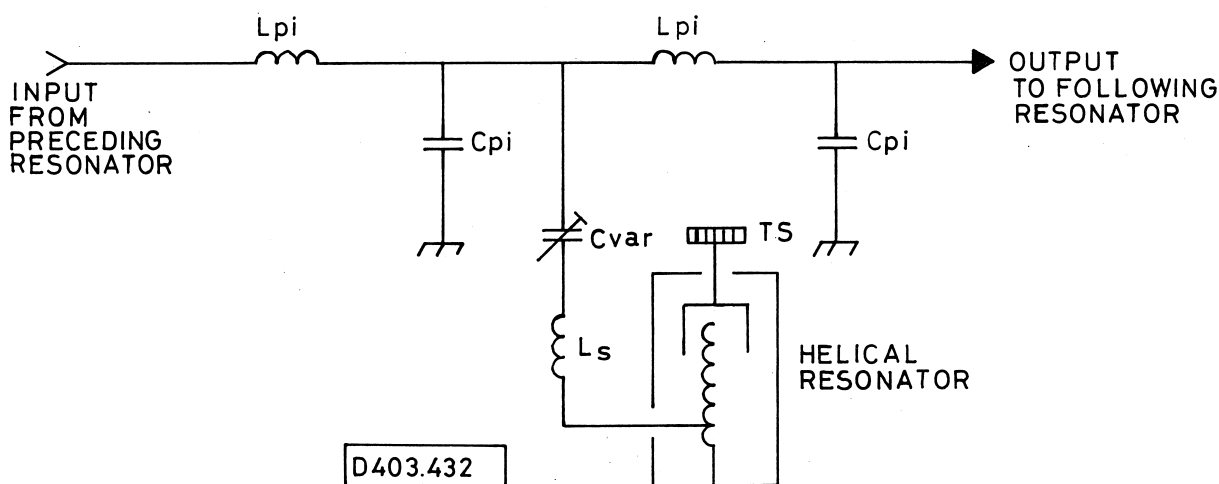 Lpi
Lpi
INPUT
FROM
PRECEDING
RESONATOR
OUTPUT
TO FOLLOWING
RESONATOR
Cpi
Cpi
Cvar
TS
Ls
HELICAL
RESONATOR
D403.432